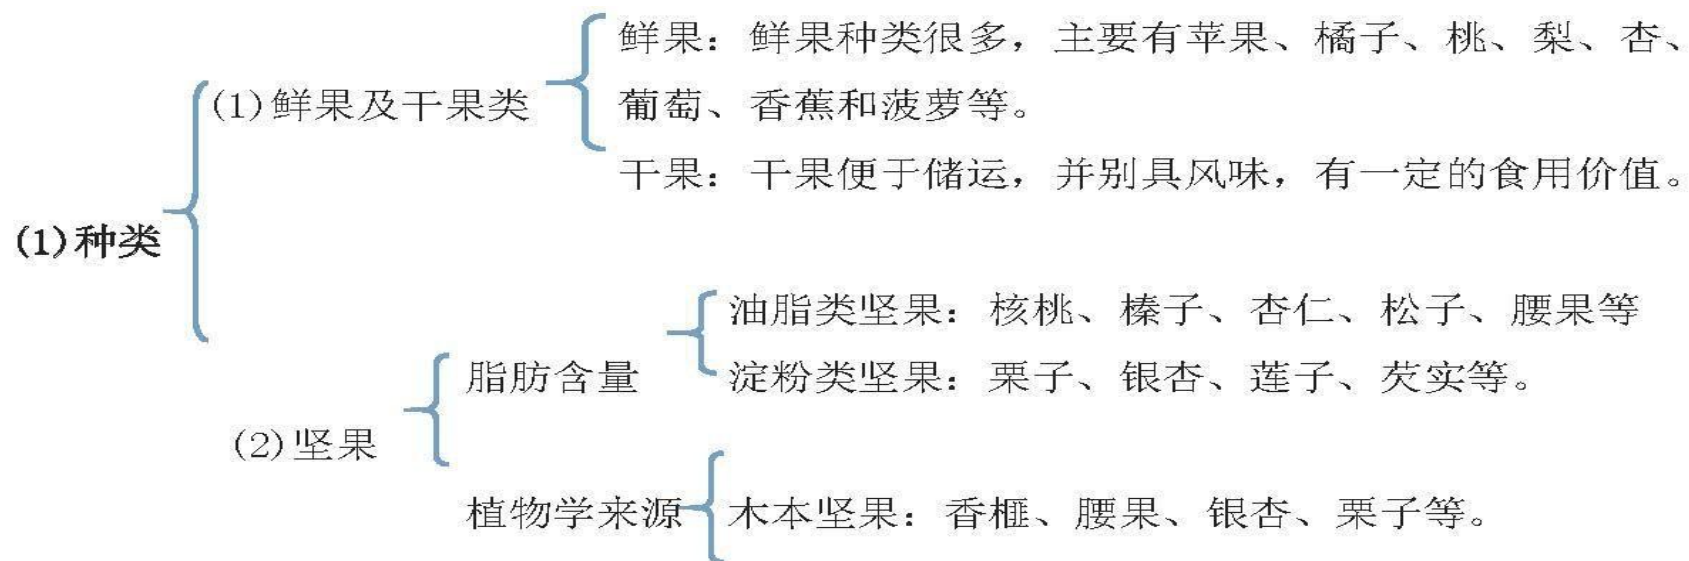 鲜果：鲜果种类很多，主要有苹果、橘子、桃、梨、杏、
(1)鲜果及干果类
葡萄、香蕉和菠萝等。
干果：干果便于储运，并别具风味，有一定的食用价值。
(1)种类
油脂类坚果：核桃、榛子、杏仁、松子、腰果等
脂肪含量
淀粉类坚果：栗子、银杏、莲子、芡实等。
(2)坚果
植物学来源
木本坚果：香榧、腰果、银杏、栗子等。